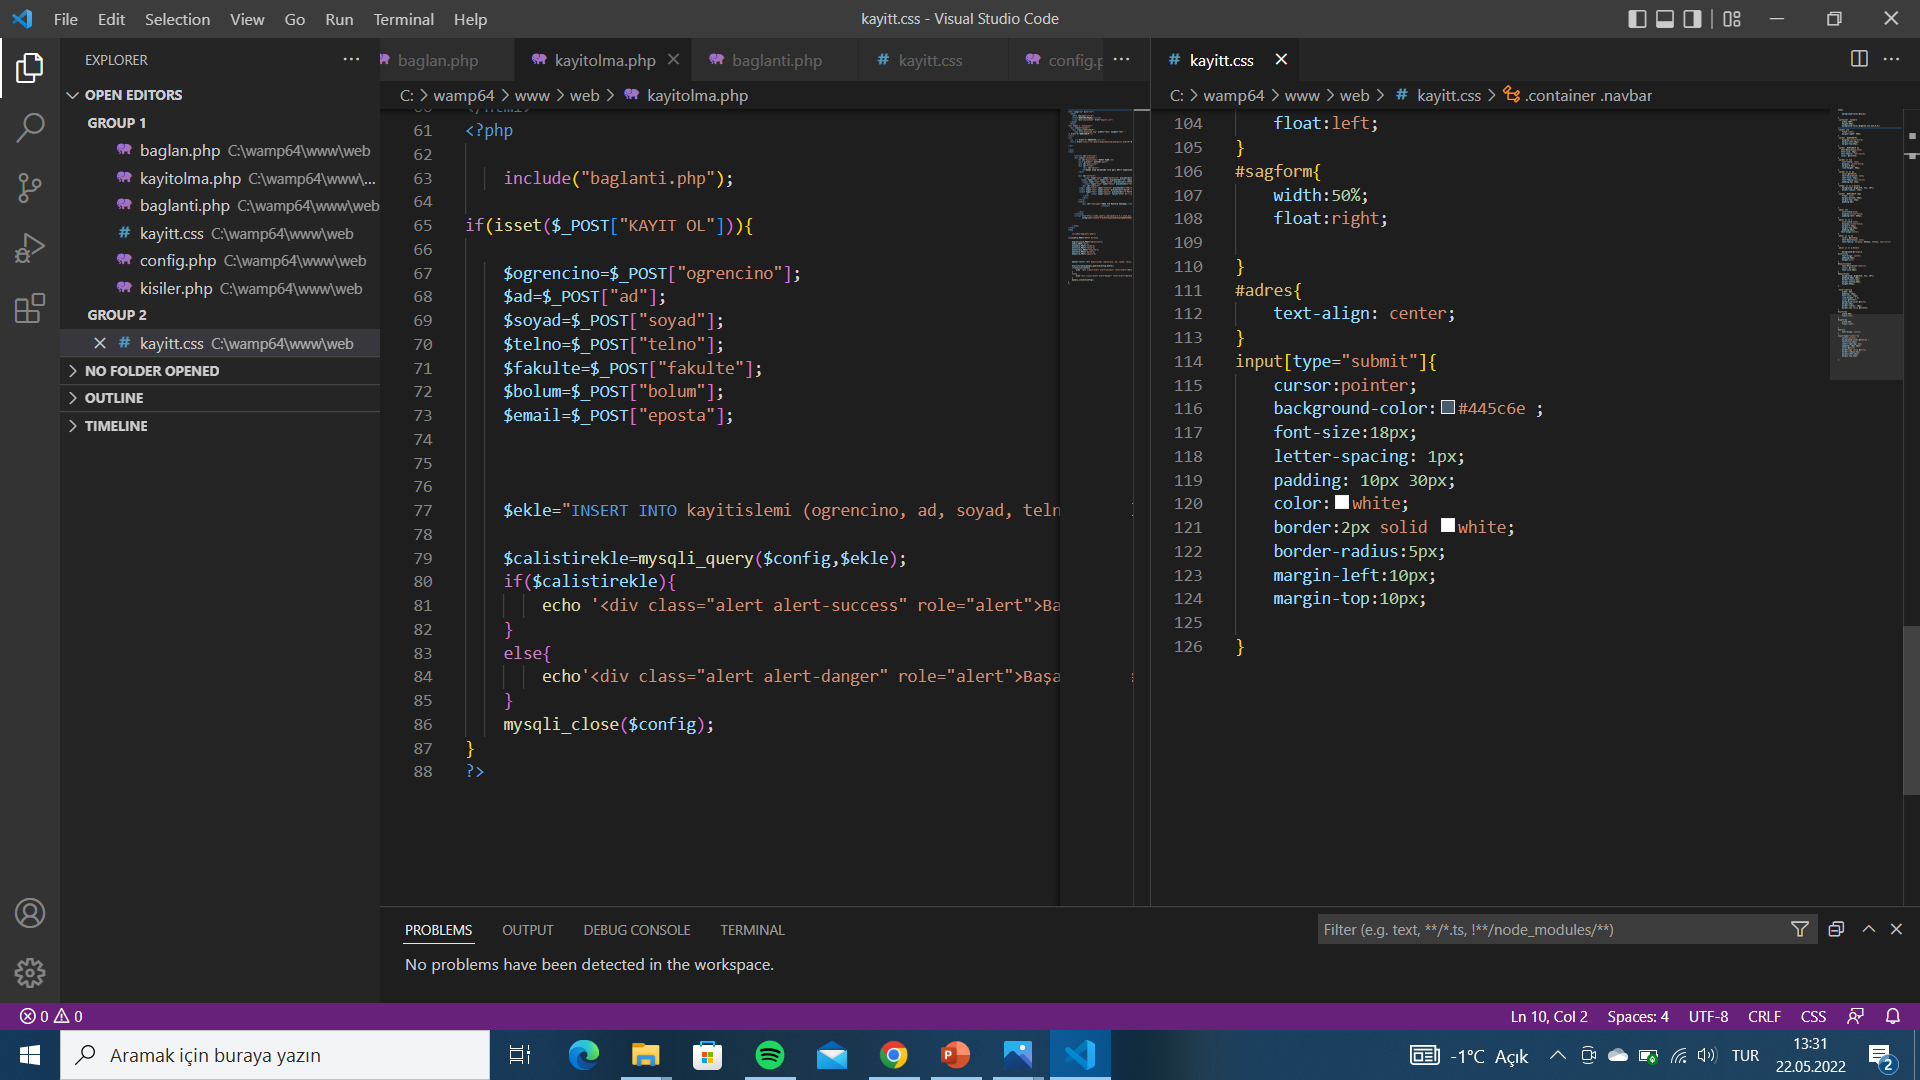 File Edit Selection View Go Run Terminal Help
kayitt.css - Visual Studio Code
EXPLORER
OPEN EDITORS
GROUP 1
baglan.php C:\wamp64\www\web
kayitolma.php C:\wamp64\www\...
baglanti.php C:\wamp64\www\web
kayitt.css C:\wamp64\www\web
config.php C:\wamp64\www\web
kisiler.php C:\wamp64\www\web
GROUP 2
kayitt.css C:\wamp64\www\web
NO FOLDER OPENED
OUTLINE
TIMELINE
baglan.php kayitolma.php baglanti.php kayitt.css config.p
C: > wamp64 > www > web > kayitolma.php
61 <?php
62
63 include("baglanti.php");
64
65 if(isset($_POST["KAYIT OL"])){
66
67 $ogrencino=$_POST["ogrencino"];
68 $ad=$_POST["ad"];
69 $soyad=$_POST["soyad"];
70 $telno=$_POST["telno"];
71 $fakulte=$_POST["fakulte"];
72 $bolum=$_POST["bolum"];
73 $email=$_POST["eposta"];
74
75
76
77 $ekle="INSERT INTO kayitislemi (ogrencino, ad, soyad, teln
78
79 $calistirekle=mysqli_query($config,$ekle);
80 if($calistirekle){
81 echo '<div class="alert alert-success" role="alert">Ba
82 }
83 else{
84 echo'<div class="alert alert-danger" role="alert">Başa
85 }
86 mysqli_close($config);
87 }
88 ?>
kayitt.css
C: > wamp64 > www > web > # kayitt.css > .container .navbar
104 float:left;
105 }
106 #sagform{
107 width:50%;
108 float:right;
109
110 }
111 #adres{
112 text-align: center;
113 }
114 input[type="submit"]{
115 cursor:pointer;
116 background-color:#445c6e ;
117 font-size:18px;
118 letter-spacing: 1px;
119 padding: 10px 30px;
120 color:white;
121 border:2px solid white;
122 border-radius:5px;
123 margin-left:10px;
124 margin-top:10px;
125
126 }
PROBLEMS OUTPUT DEBUG CONSOLE TERMINAL
Filter (e.g. text, **/*.ts, !**/node_modules/**)
No problems have been detected in the workspace.
0 0
Ln 10, Col 2 Spaces: 4 UTF-8 CRLF CSS
Aramak için buraya yazın
-1°C Açık
TUR
13:31
22.05.2022
2